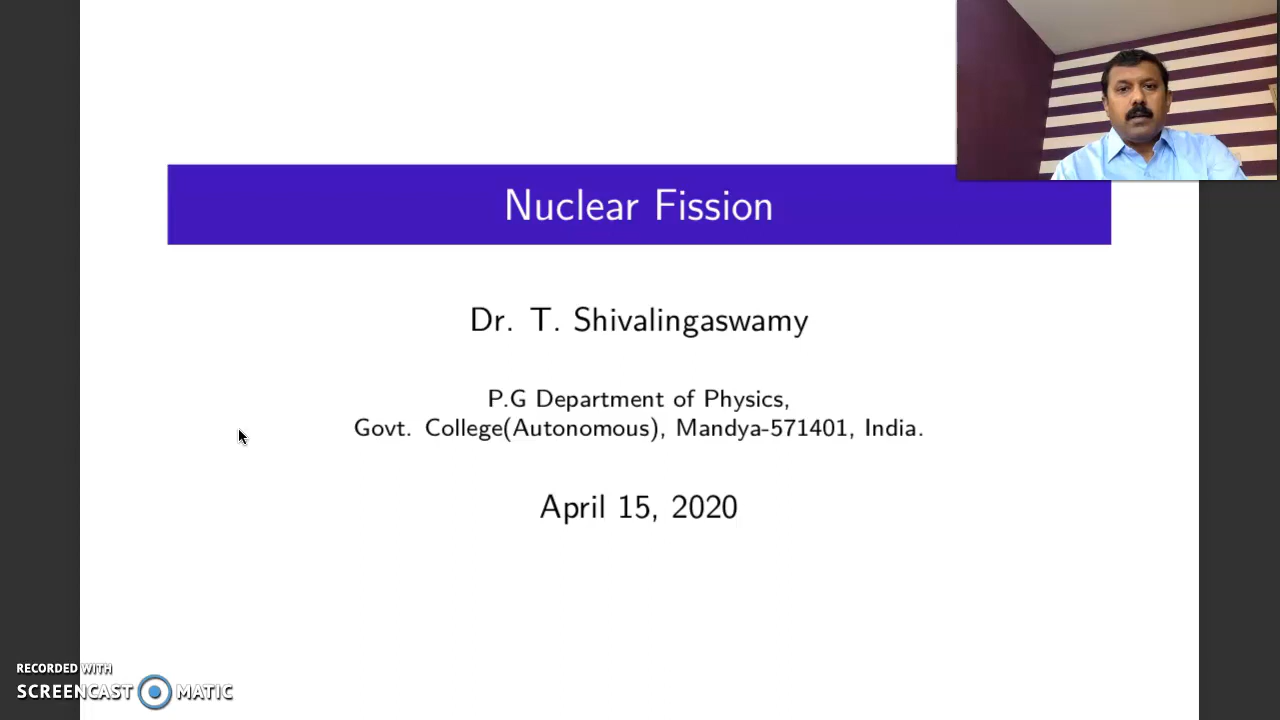 Nuclear Fission
Dr. T. Shivalingaswamy
P.G Department of Physics,
Govt. College(Autonomous), Mandya-571401, India.
April 15, 2020
RECORDED WITH
SCREENCAST MATIC